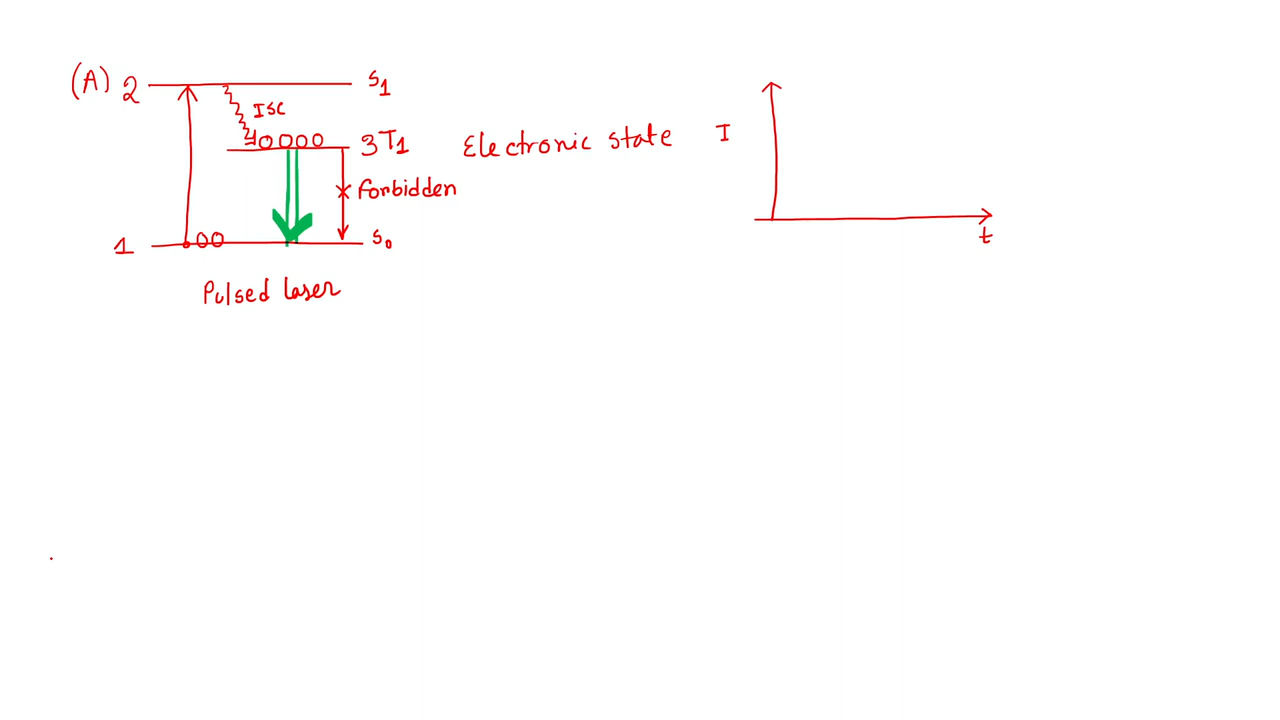 (A) 2 S1
ISC
3T1 Electronic state I
Forbidden
1 S0
t
Pulsed laser